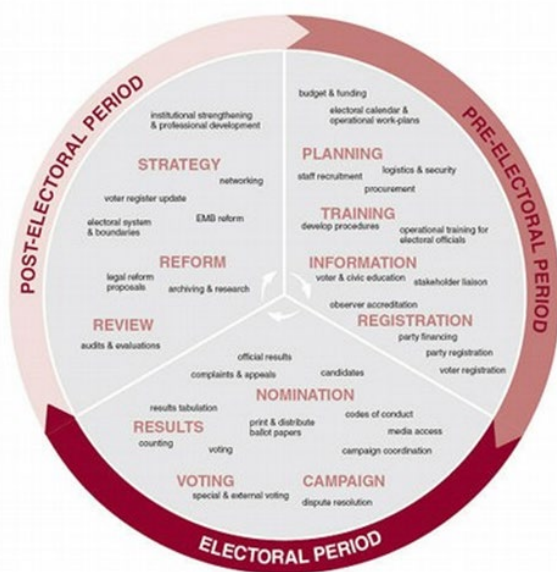 POST-ELECTORAL PERIOD
institutional strengthening
& professional development
STRATEGY
networking
voter register update
electoral system
& boundaries
EMB reform
REFORM
legal reform
proposals
archiving & research
REVIEW
audits & evaluations
PRE-ELECTORAL PERIOD
budget & funding
electoral calendar &
operational work-plans
PLANNING
logistics & security
staff recruitment
procurement
TRAINING
develop procedures
operational training for
electoral officials
INFORMATION
voter & civic education
stakeholder liaison
observer accreditation
REGISTRATION
party financing
party registration
voter registration
ELECTORAL PERIOD
official results
complaints & appeals
candidates
NOMINATION
results tabulation
codes of conduct
print & distribute
ballot papers
RESULTS
media access
counting
voting
campaign coordination
VOTING
CAMPAIGN
special & external voting
dispute resolution